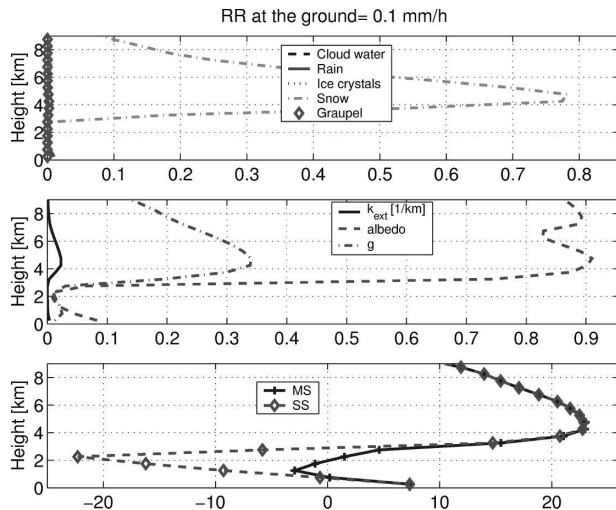 RR at the ground= 0.1 mm/h
Height [km]
8
6
4
2
0
Cloud water
Rain
Ice crystals
Snow
Graupel
0 0.1 0.2 0.3 0.4 0.5 0.6 0.7 0.8
Height [km]
8
6
4
2
0
k_ext [1/km]
albedo
g
0 0.1 0.2 0.3 0.4 0.5 0.6 0.7 0.8 0.9
Height [km]
8
6
4
2
0
MS
SS
−20 −10 0 10 20